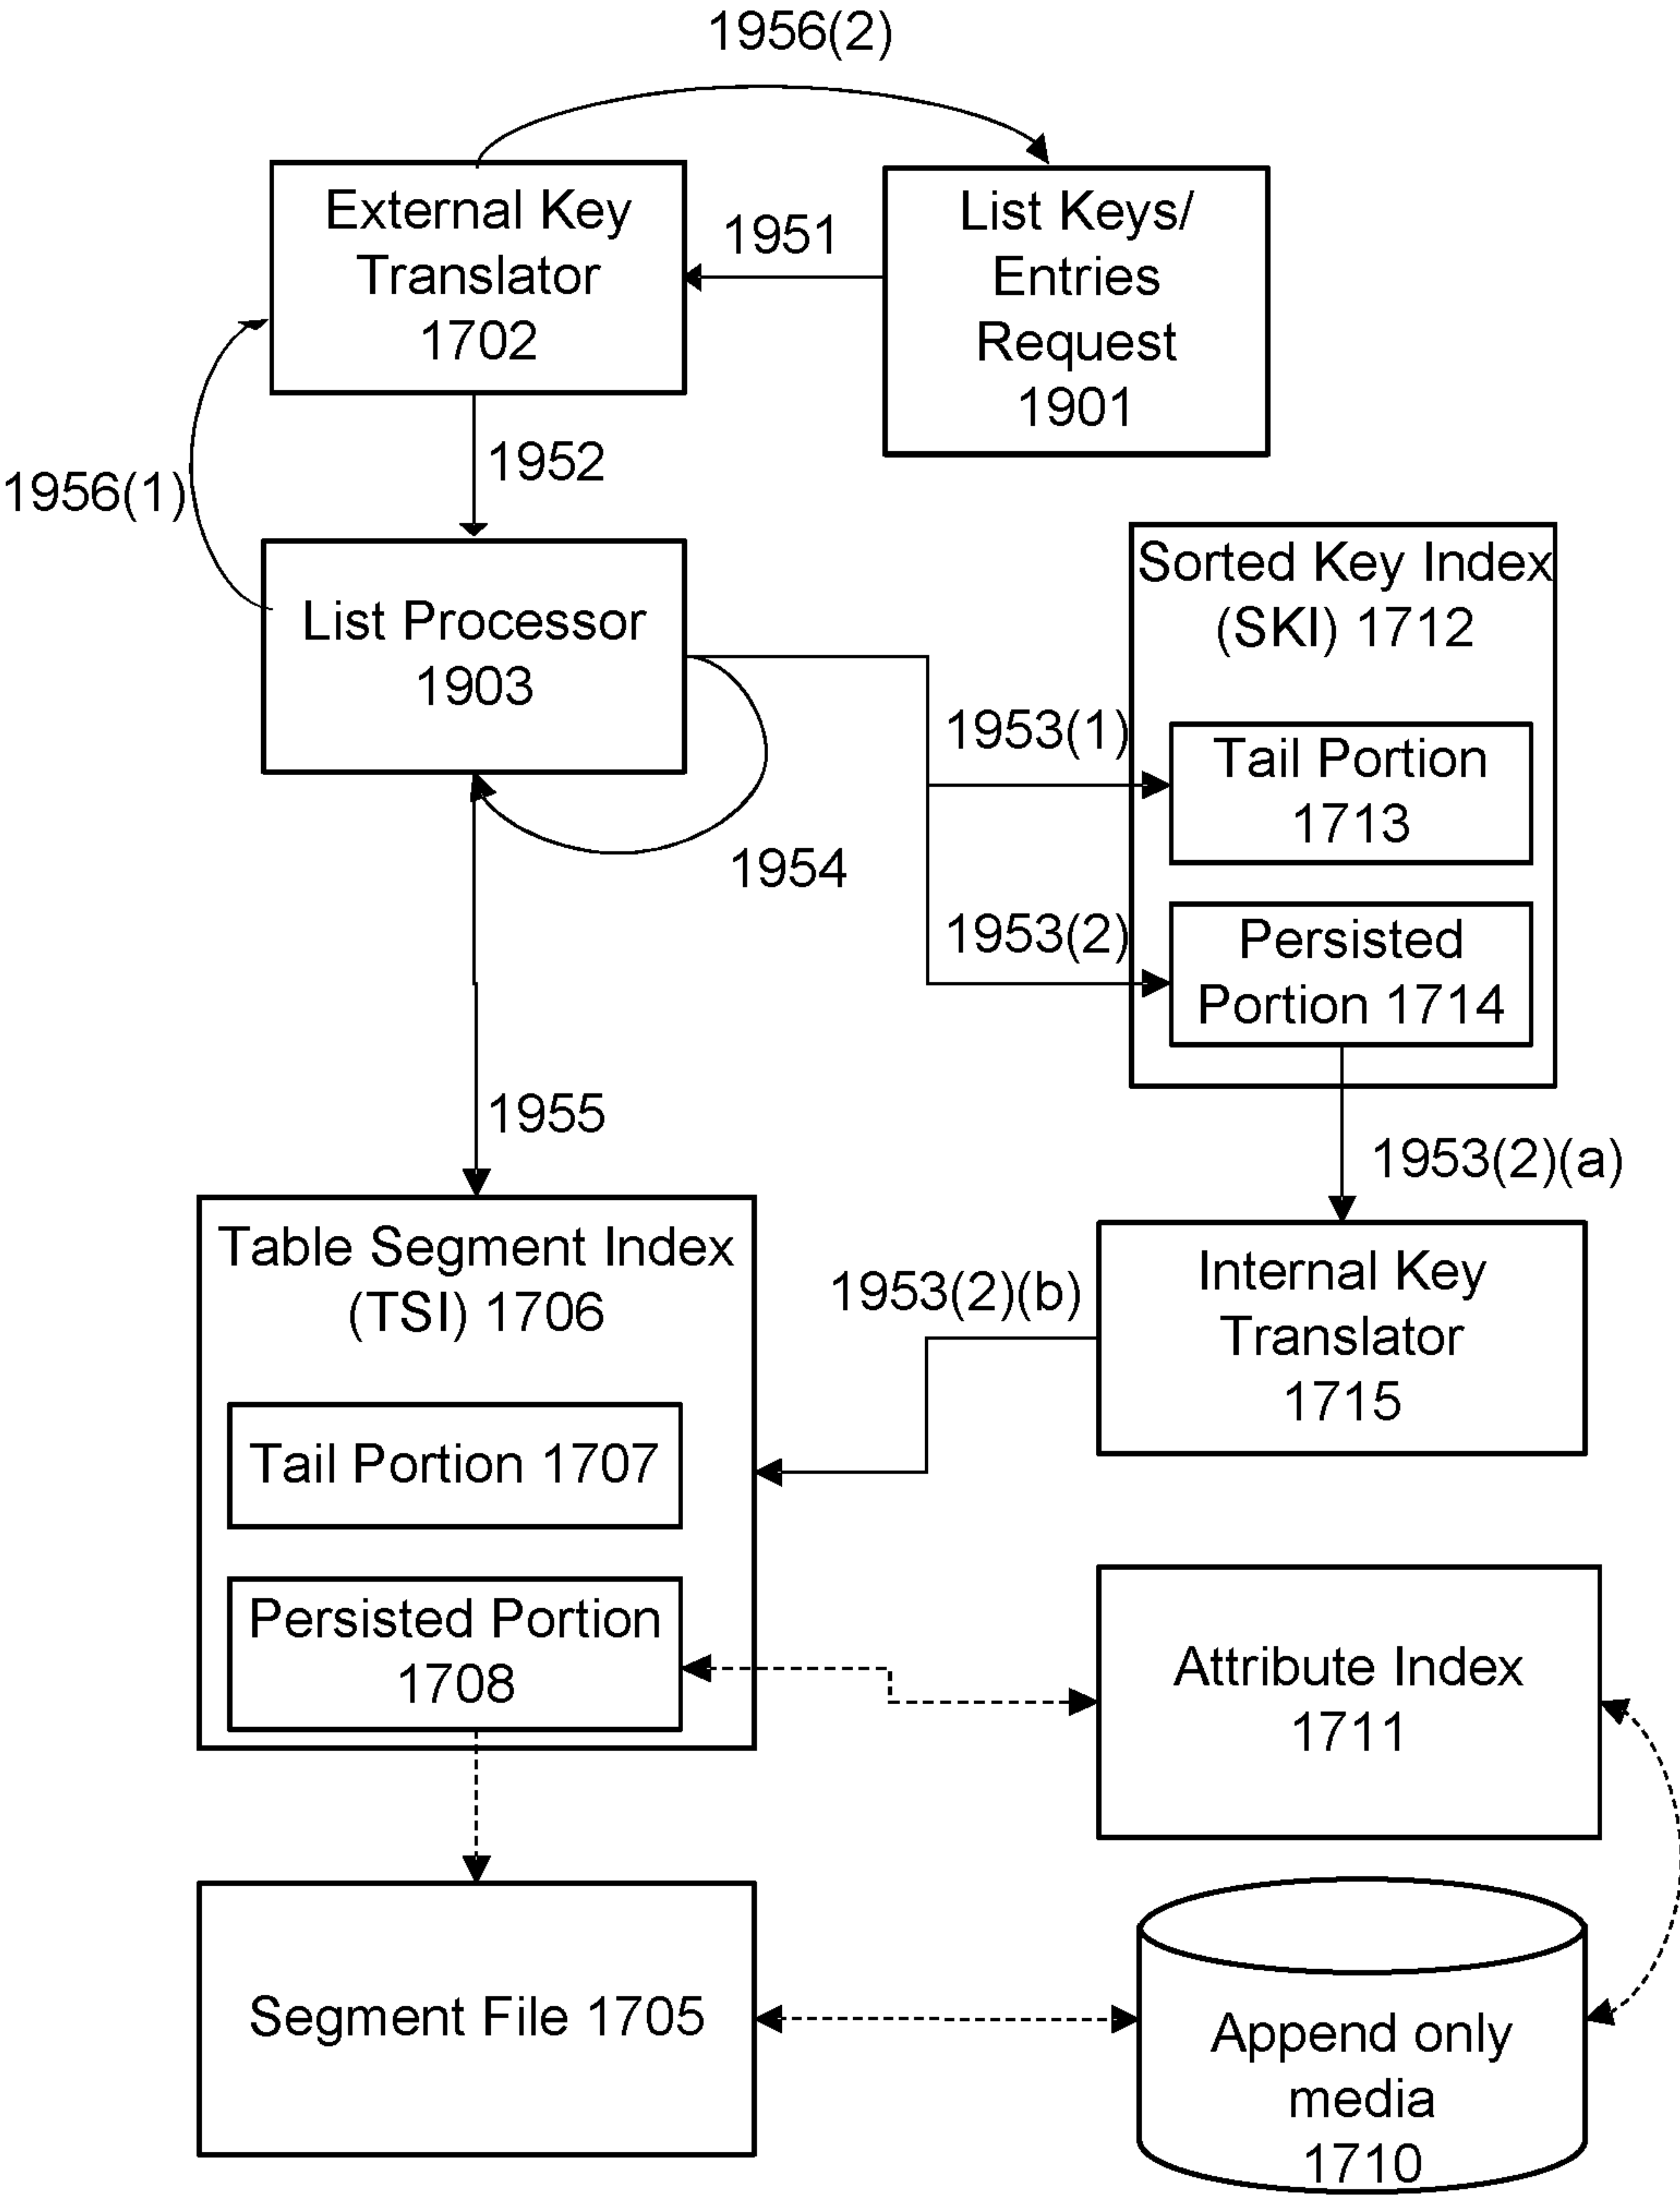 1956(2)
External Key
Translator
1702
1951
List Keys/
Entries
Request
1901
1956(1)
1952
List Processor
1903
Sorted Key Index
(SKI) 1712
1953(1)
Tail Portion
1713
1954
1953(2)
Persisted
Portion 1714
1955
1953(2)(a)
Table Segment Index
(TSI) 1706
1953(2)(b)
Internal Key
Translator
1715
Tail Portion 1707
Persisted Portion
1708
Attribute Index
1711
Segment File 1705
Append only
media
1710